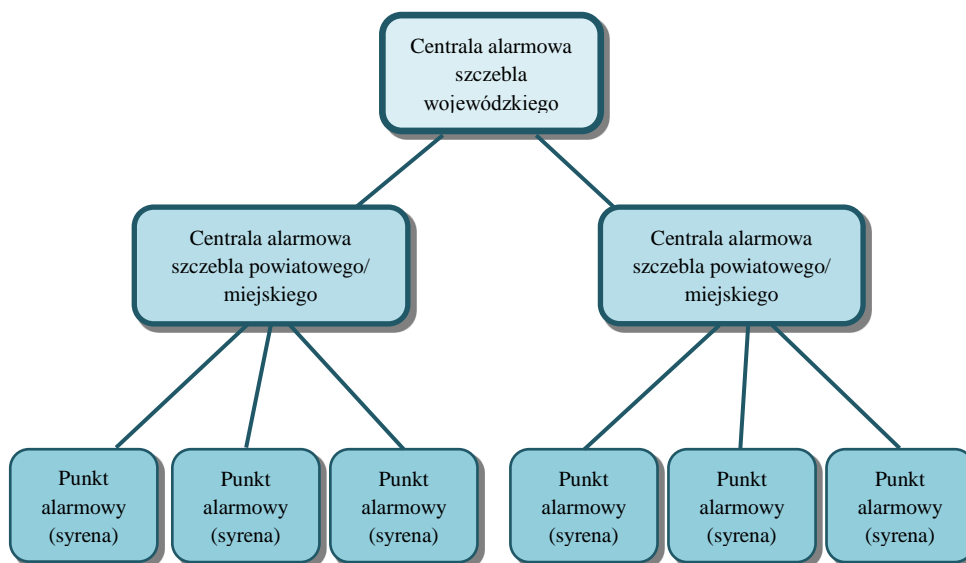 Centrala alarmowa
szczebla
wojewódzkiego
Centrala alarmowa
szczebla powiatowego/
miejskiego
Centrala alarmowa
szczebla powiatowego/
miejskiego
Punkt
alarmowy
(syrena)
Punkt
alarmowy
(syrena)
Punkt
alarmowy
(syrena)
Punkt
alarmowy
(syrena)
Punkt
alarmowy
(syrena)
Punkt
alarmowy
(syrena)